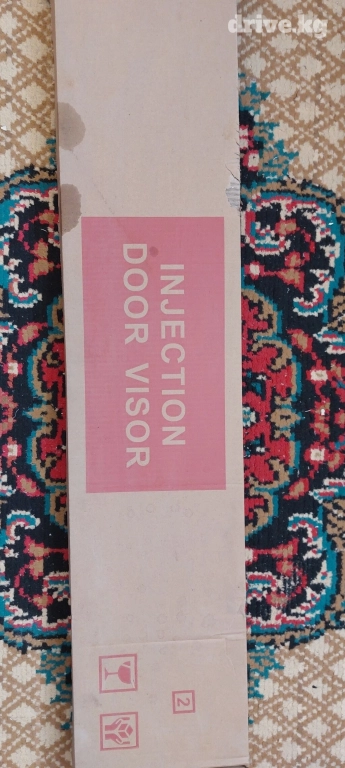 drive.kg
INJECTION
DOOR VISOR
2